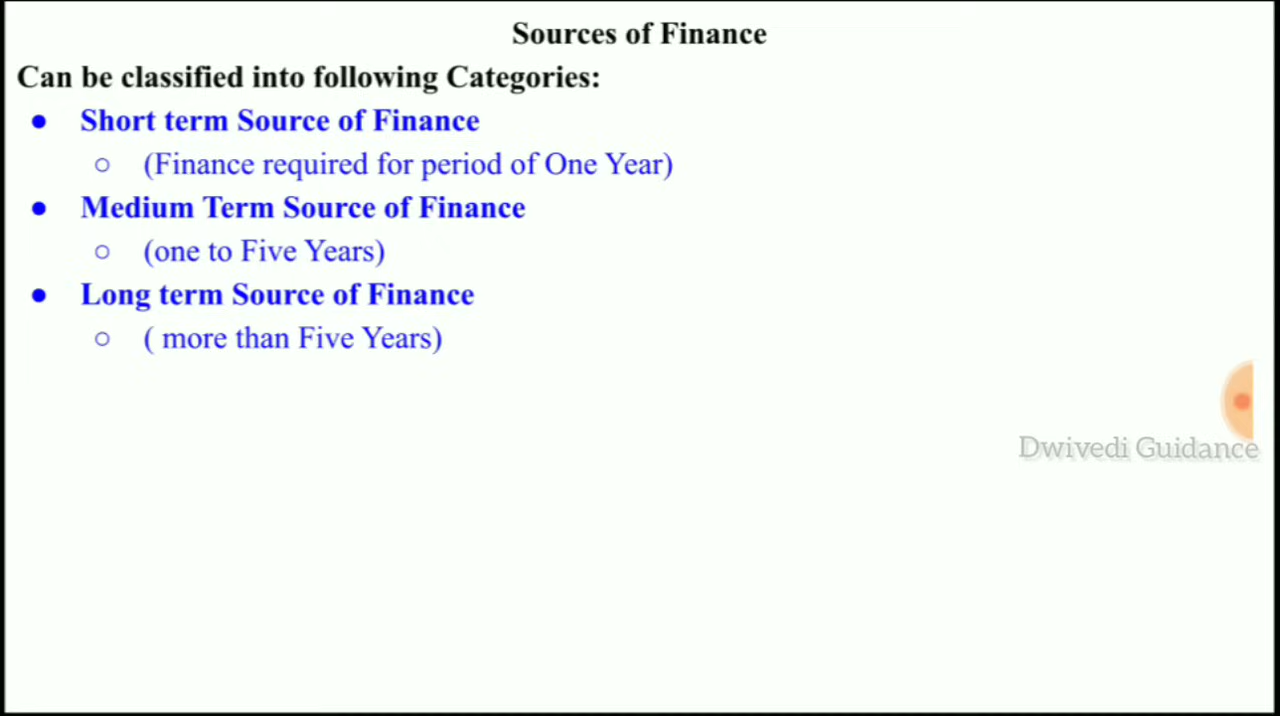 Sources of Finance
Can be classified into following Categories:
● Short term Source of Finance
○ (Finance required for period of One Year)
● Medium Term Source of Finance
○ (one to Five Years)
● Long term Source of Finance
○ ( more than Five Years)
Dwivedi Guidance